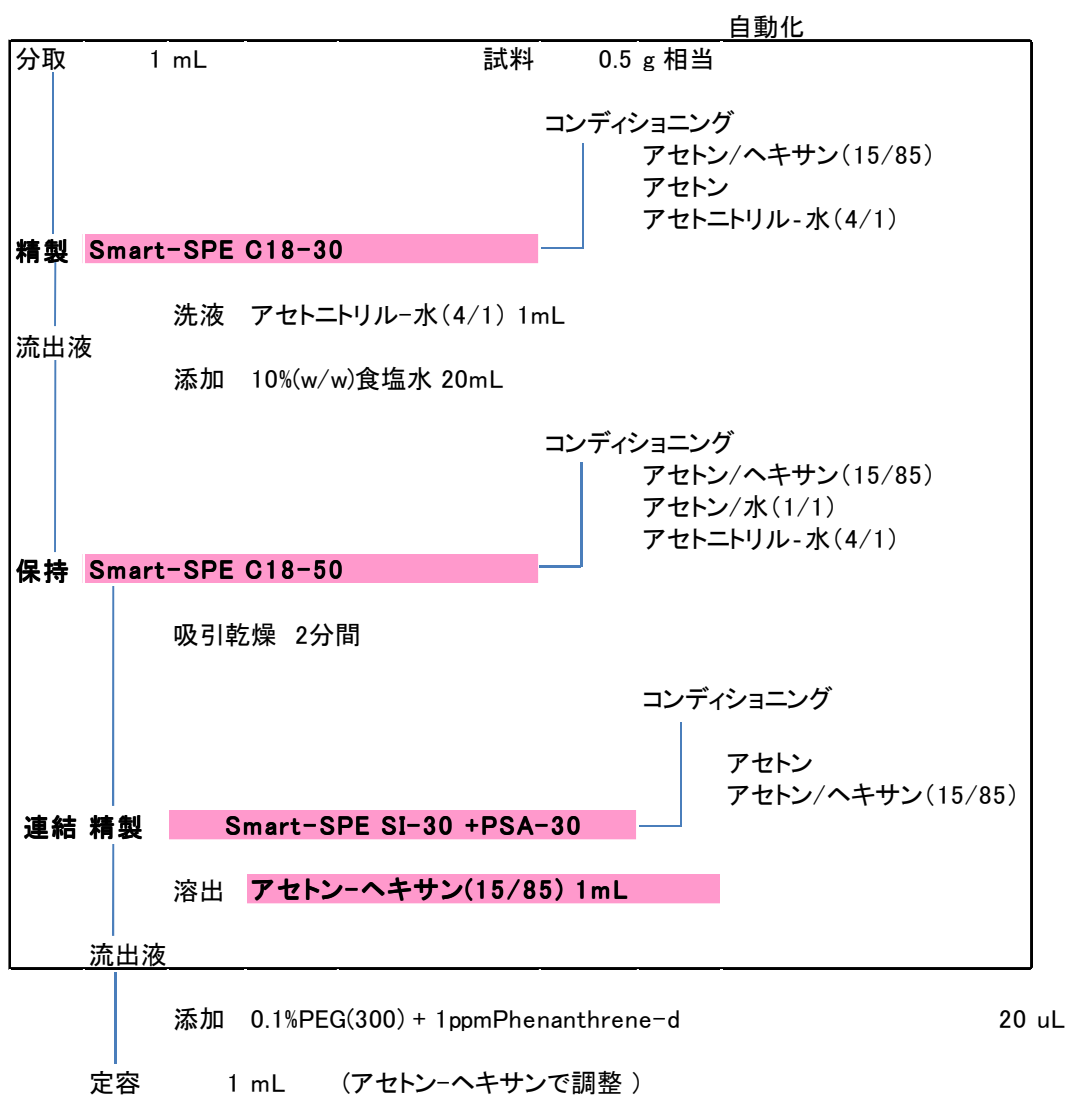 自動化
分取 1 mL 試料 0.5 g 相当
コンディショニング
アセトン/ヘキサン(15/85)
アセトン
アセトニトリル-水(4/1)
精製 Smart-SPE C18-30
洗液 アセトニトリル-水(4/1) 1mL
流出液
添加 10%(w/w)食塩水 20mL
コンディショニング
アセトン/ヘキサン(15/85)
アセトン/水(1/1)
アセトニトリル-水(4/1)
保持 Smart-SPE C18-50
吸引乾燥 2分間
コンディショニング
アセトン
アセトン/ヘキサン(15/85)
連結 精製 Smart-SPE SI-30 +PSA-30
溶出 アセトン-ヘキサン(15/85) 1mL
流出液
添加 0.1%PEG(300) + 1ppmPhenanthrene-d 20 uL
定容 1 mL (アセトン-ヘキサンで調整 )